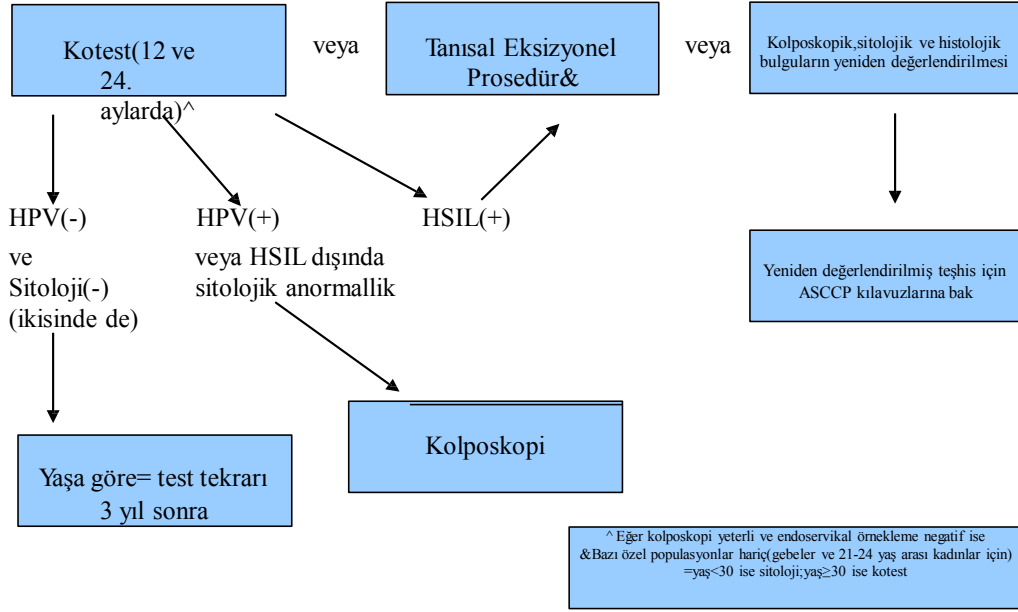 Kotest(12 ve
24.
aylarda)^
veya
Tanısal Eksizyonel
Prosedür&
veya
Kolposkopik,sitolojik ve histolojik
bulguların yeniden değerlendirilmesi
HPV(-)
ve
Sitoloji(-)
(ikisinde de)
HPV(+)
veya HSIL dışında
sitolojik anormallik
HSIL(+)
Yeniden değerlendirilmiş teşhis için
ASCCP kılavuzlarına bak
Kolposkopi
Yaşa göre= test tekrarı
3 yıl sonra
^ Eğer kolposkopi yeterli ve endoservikal örnekleme negatif ise
&Bazı özel populasyonlar hariç(gebeler ve 21-24 yaş arası kadınlar için)
=yaş<30 ise sitoloji;yaş≥30 ise kotest